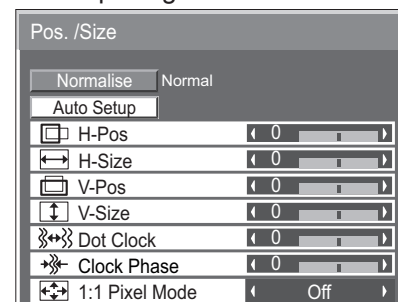 Pos. /Size
Normalise Normal
Auto Setup
H-Pos 0
H-Size 0
V-Pos 0
V-Size 0
Dot Clock 0
Clock Phase 0
1:1 Pixel Mode Off